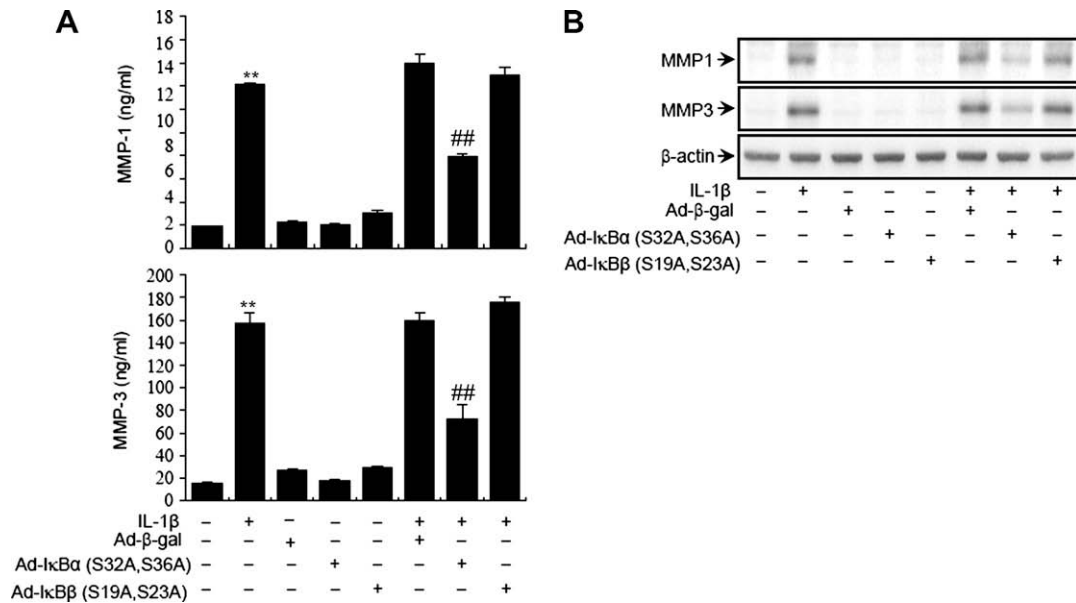 A
18
16
14
12
10
8
6
4
2
0
MMP-1 (ng/ml)
**
##
200
180
160
140
120
100
80
60
40
20
0
MMP-3 (ng/ml)
**
##
IL-1β − + − − − + + +
Ad-β-gal − − + − − + − −
Ad-IκBα (S32A,S36A) − − − + − − + −
Ad-IκBβ (S19A,S23A) − − − − + − − +
B
MMP1
MMP3
β-actin
IL-1β − + − − − + + +
Ad-β-gal − − + − − + − −
Ad-IκBα (S32A,S36A) − − − + − − + −
Ad-IκBβ (S19A,S23A) − − − − + − − +